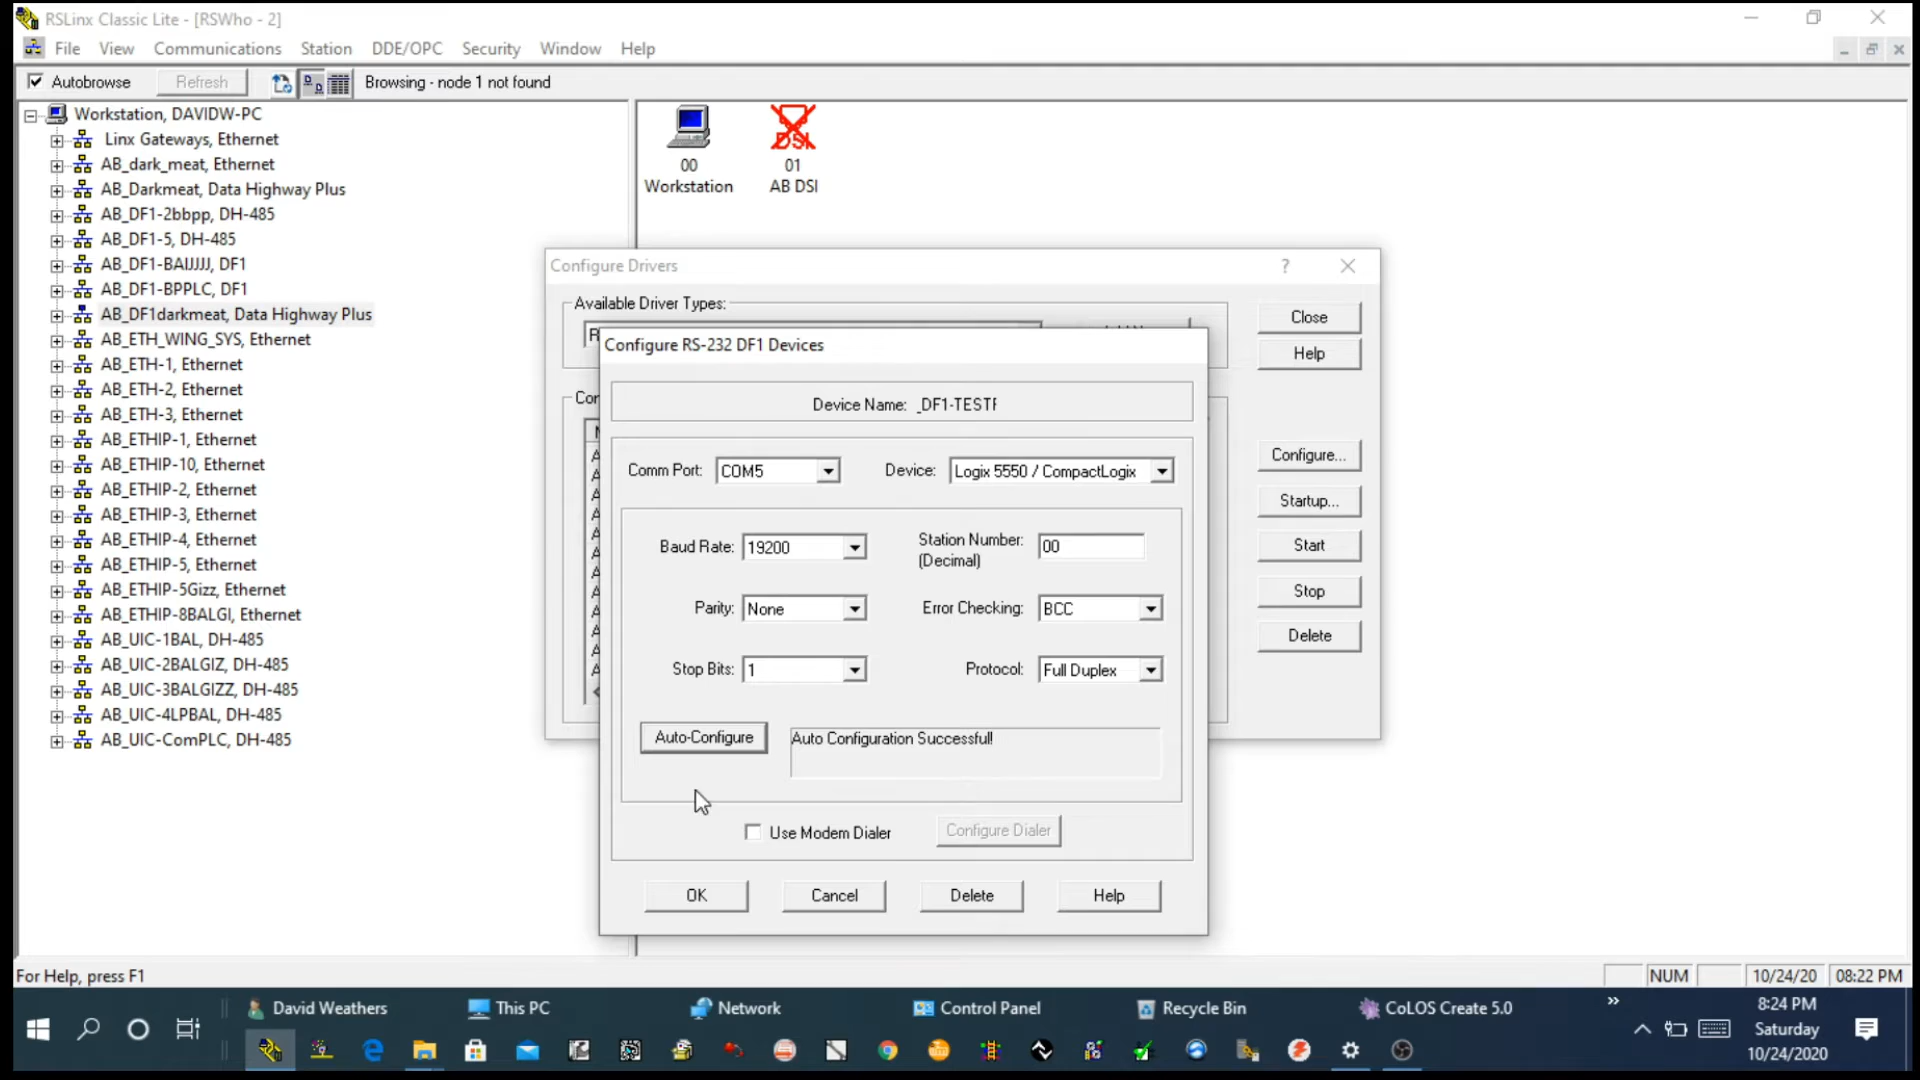 RSLinx Classic Lite - [RSWho - 2]
File View Communications Station DDE/OPC Security Window Help
Autobrowse Refresh Browsing - node 1 not found
Workstation, DAVIDW-PC
Linx Gateways, Ethernet
AB_dark_meat, Ethernet
AB_Darkmeat, Data Highway Plus
AB_DF1-2bbpp, DH-485
AB_DF1-5, DH-485
AB_DF1-BAIJJJJ, DF1
AB_DF1-BPPLC, DF1
AB_DF1darkmeat, Data Highway Plus
AB_ETH_WING_SYS, Ethernet
AB_ETH-1, Ethernet
AB_ETH-2, Ethernet
AB_ETH-3, Ethernet
AB_ETHIP-1, Ethernet
AB_ETHIP-10, Ethernet
AB_ETHIP-2, Ethernet
AB_ETHIP-3, Ethernet
AB_ETHIP-4, Ethernet
AB_ETHIP-5, Ethernet
AB_ETHIP-5Gizz, Ethernet
AB_ETHIP-8BALGI, Ethernet
AB_UIC-1BAL, DH-485
AB_UIC-2BALGIZ, DH-485
AB_UIC-3BALGIZZ, DH-485
AB_UIC-4LPBAL, DH-485
AB_UIC-ComPLC, DH-485
00
Workstation
DSI
01
AB DSI
Configure Drivers
?
Available Driver Types:
R
Close
Help
Configure...
Startup...
Start
Stop
Delete
Configure RS-232 DF1 Devices
Device Name: _DF1-TEST
Comm Port: COM5 Device: Logix 5550 / CompactLogix
Baud Rate: 19200 Station Number: 00
(Decimal)
Parity: None Error Checking: BCC
Stop Bits: 1 Protocol: Full Duplex
Auto-Configure Auto Configuration Successful!
Use Modem Dialer Configure Dialer
OK Cancel Delete Help
For Help, press F1 NUM 10/24/20 08:22 PM
David Weathers This PC Network Control Panel Recycle Bin CoLOS Create 5.0
8:24 PM
Saturday
10/24/2020